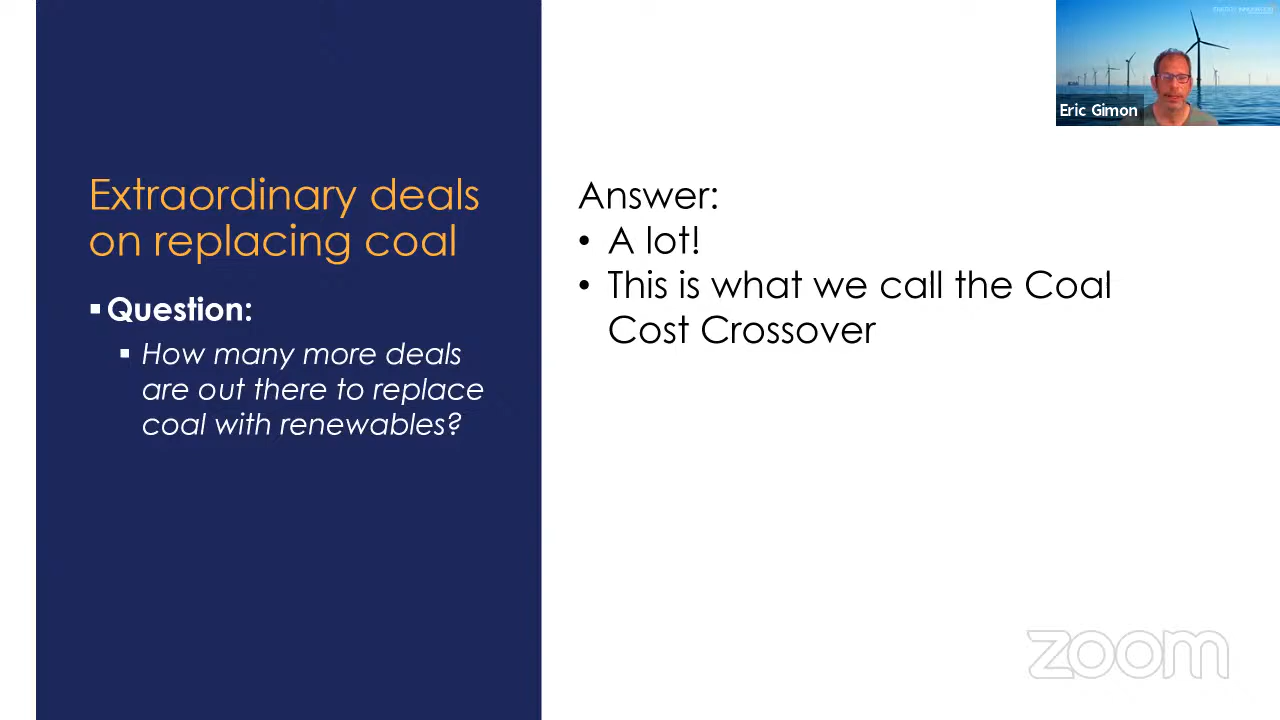 Extraordinary deals
on replacing coal
▪ Question:
▪ How many more deals
are out there to replace
coal with renewables?
Answer:
• A lot!
• This is what we call the Coal
Cost Crossover
Eric Gimon
zoom